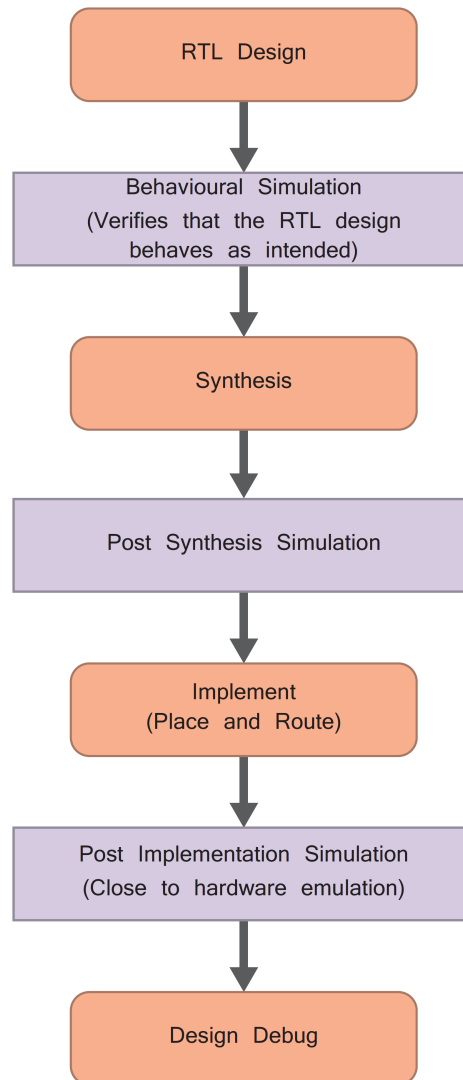 RTL Design
Behavioural Simulation
(Verifies that the RTL design
behaves as intended)
Synthesis
Post Synthesis Simulation
Implement
(Place and Route)
Post Implementation Simulation
(Close to hardware emulation)
Design Debug